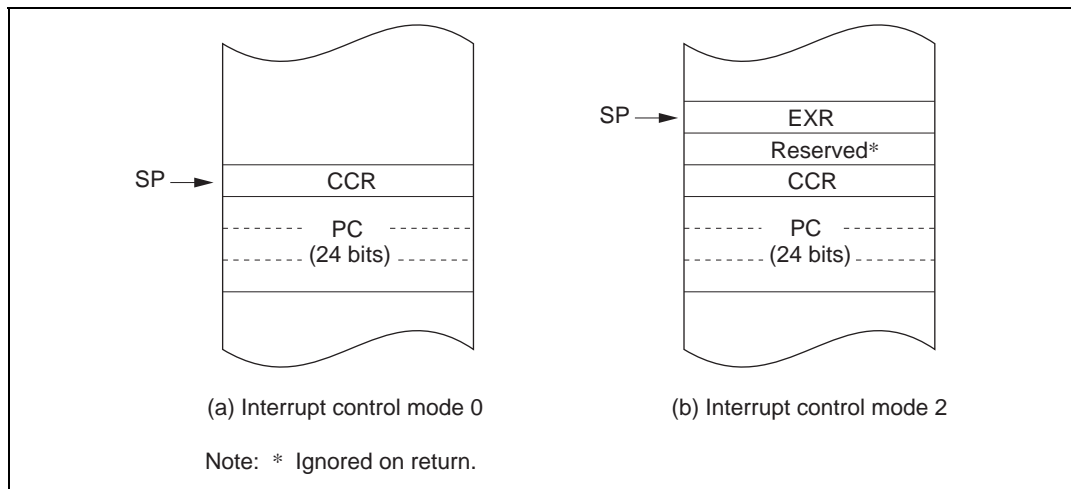 SP
CCR
PC
(24 bits)
(a) Interrupt control mode 0
SP
EXR
Reserved*
CCR
PC
(24 bits)
(b) Interrupt control mode 2
Note: * Ignored on return.